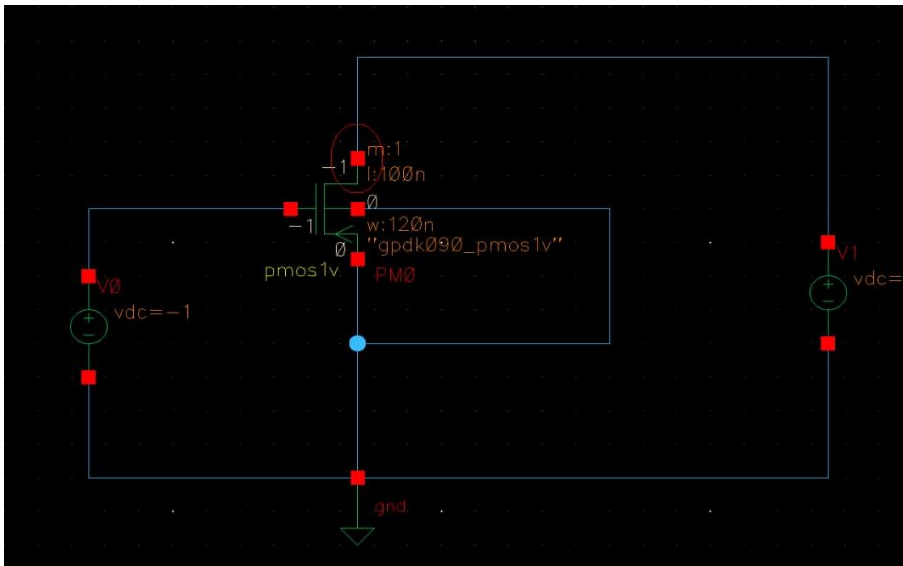 m:1
-1
l:100n
0
-1
w:120n
0
"gpdk090_pmos1v"
pmos1v
PM0
V0
vdc=-1
V1
vdc=
gnd